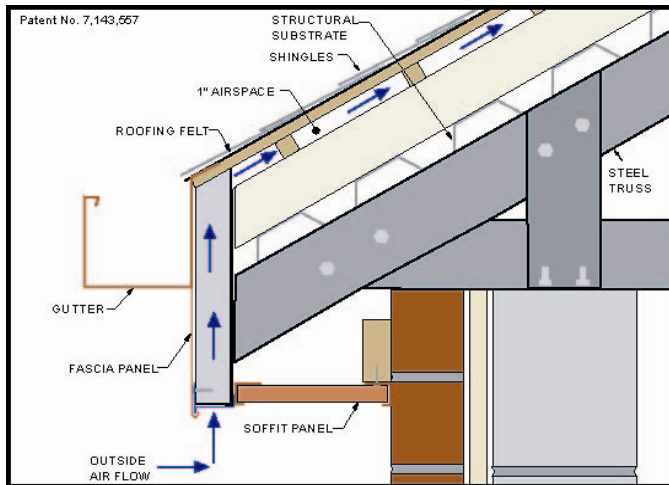 Patent No. 7,143,557
STRUCTURAL
SUBSTRATE
SHINGLES
1" AIRSPACE
ROOFING FELT
STEEL
TRUSS
GUTTER
FASCIA PANEL
SOFFIT PANEL
OUTSIDE
AIR FLOW